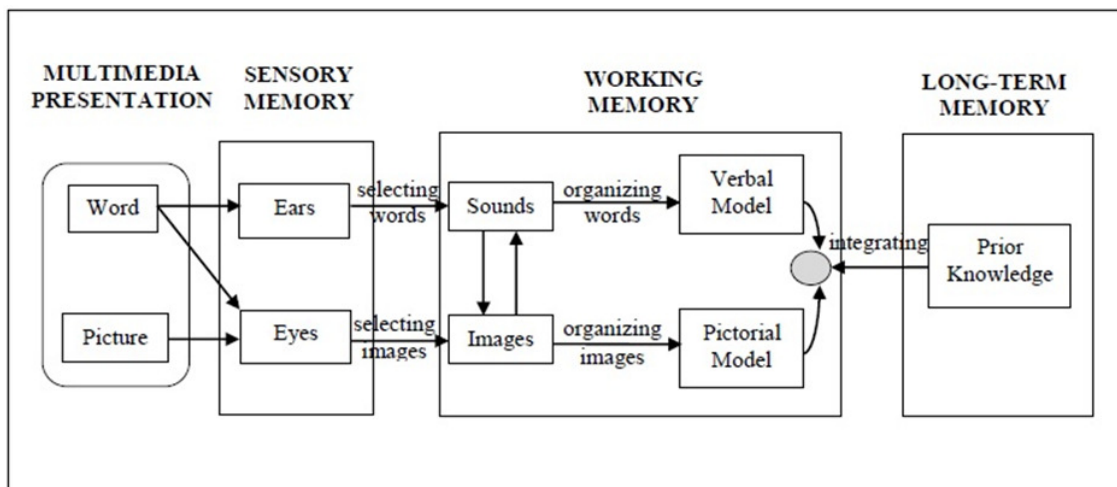 MULTIMEDIA
PRESENTATION
SENSORY
MEMORY
WORKING
MEMORY
LONG-TERM
MEMORY
Word
Picture
Ears
Eyes
selecting
words
selecting
images
Sounds
Images
organizing
words
organizing
images
Verbal
Model
Pictorial
Model
integrating
Prior
Knowledge